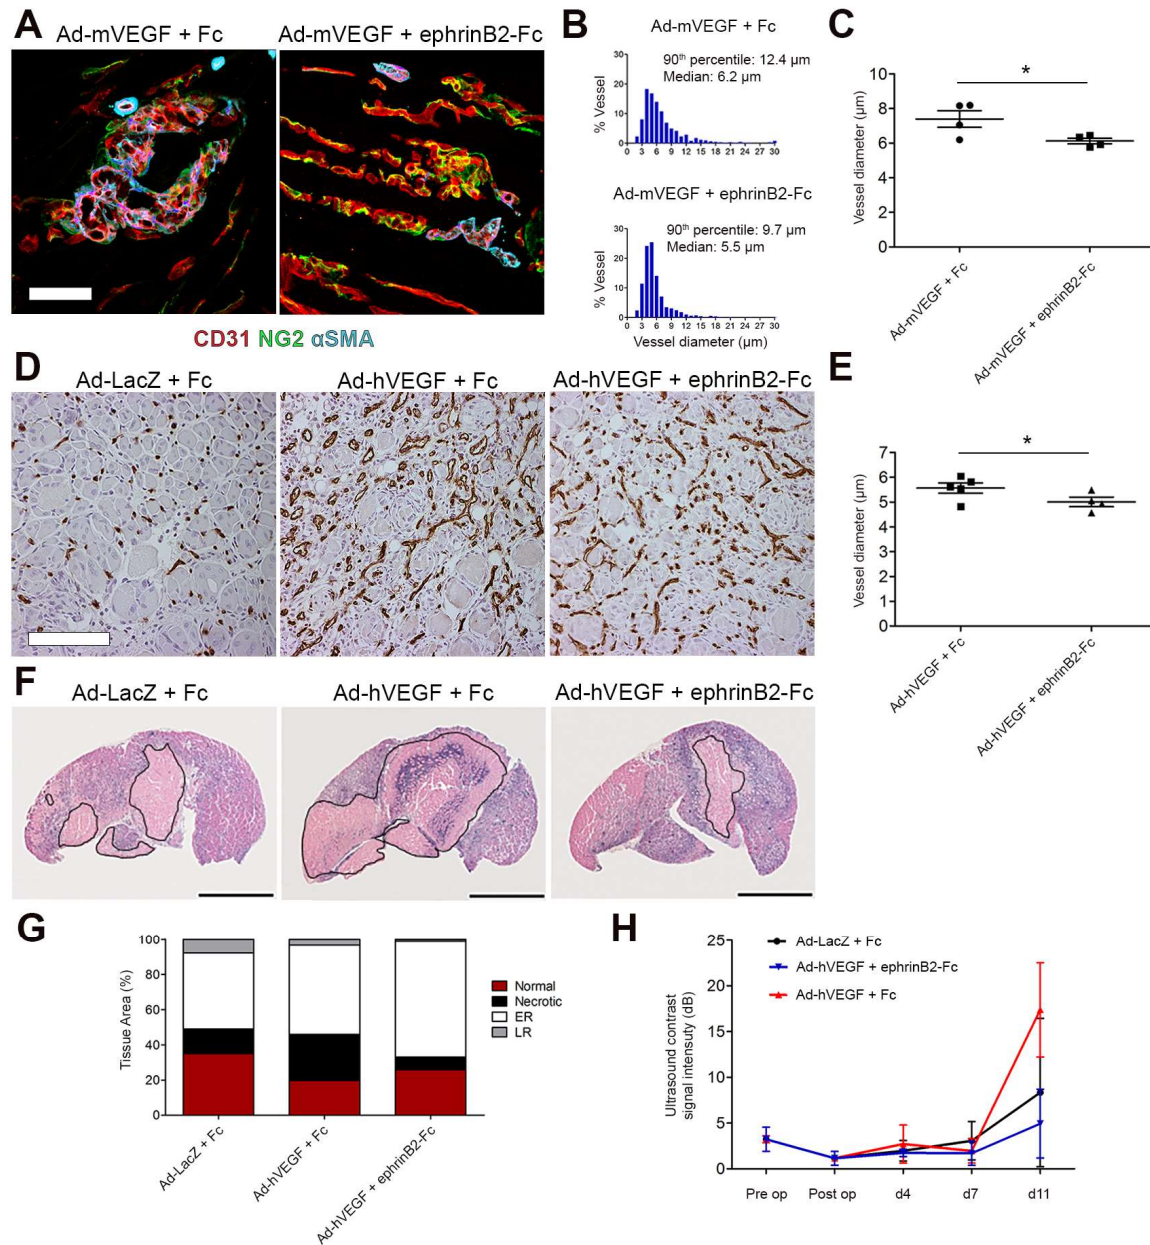 A
Ad-mVEGF + Fc
Ad-mVEGF + ephrinB2-Fc
CD31 NG2 αSMA
B
Ad-mVEGF + Fc
90th percentile: 12.4 µm
Median: 6.2 µm
% Vessel
30
20
10
0
0 3 6 9 12 15 18 21 24 27 30
Ad-mVEGF + ephrinB2-Fc
90th percentile: 9.7 µm
Median: 5.5 µm
% Vessel
30
20
10
0
0 3 6 9 12 15 18 21 24 27 30
Vessel diameter (µm)
C
*
Vessel diameter (µm)
10
8
6
4
2
0
Ad-mVEGF + Fc
Ad-mVEGF + ephrinB2-Fc
D
Ad-LacZ + Fc
Ad-hVEGF + Fc
Ad-hVEGF + ephrinB2-Fc
E
*
Vessel diameter (µm)
7
6
5
4
3
2
1
0
Ad-hVEGF + Fc
Ad-hVEGF + ephrinB2-Fc
F
Ad-LacZ + Fc
Ad-hVEGF + Fc
Ad-hVEGF + ephrinB2-Fc
G
Tissue Area (%)
100
80
60
40
20
0
Normal
Necrotic
ER
LR
Ad-LacZ + Fc
Ad-hVEGF + Fc
Ad-hVEGF + ephrinB2-Fc
H
Ultrasound contrast
signal intensuty (dB)
25
20
15
10
5
0
Ad-LacZ + Fc
Ad-hVEGF + ephrinB2-Fc
Ad-hVEGF + Fc
Pre op
Post op
d4
d7
d11